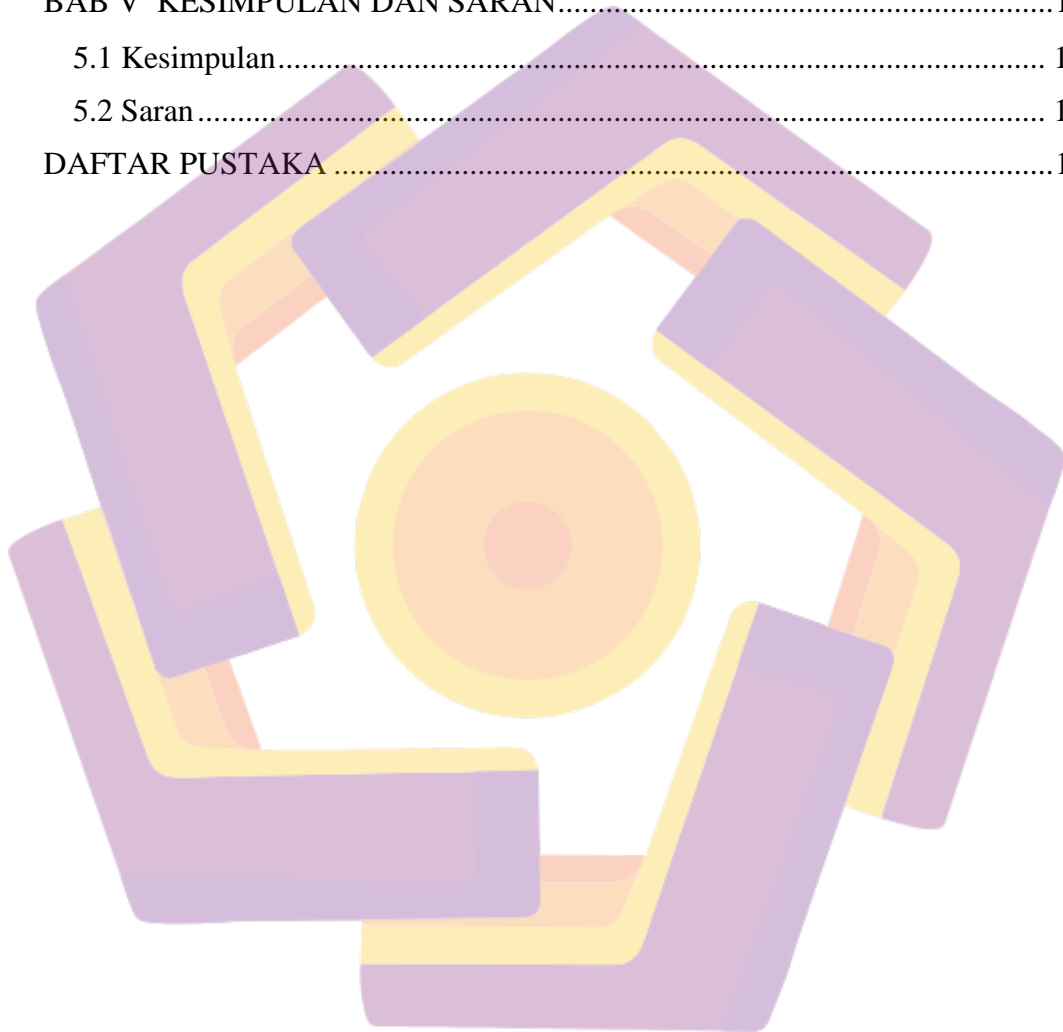 BAB V KESIMPULAN DAN SARAN.......................................................... 1
5.1 Kesimpulan.......................................................................................... 1
5.2 Saran.................................................................................................... 1
DAFTAR PUSTAKA .................................................................................... 1